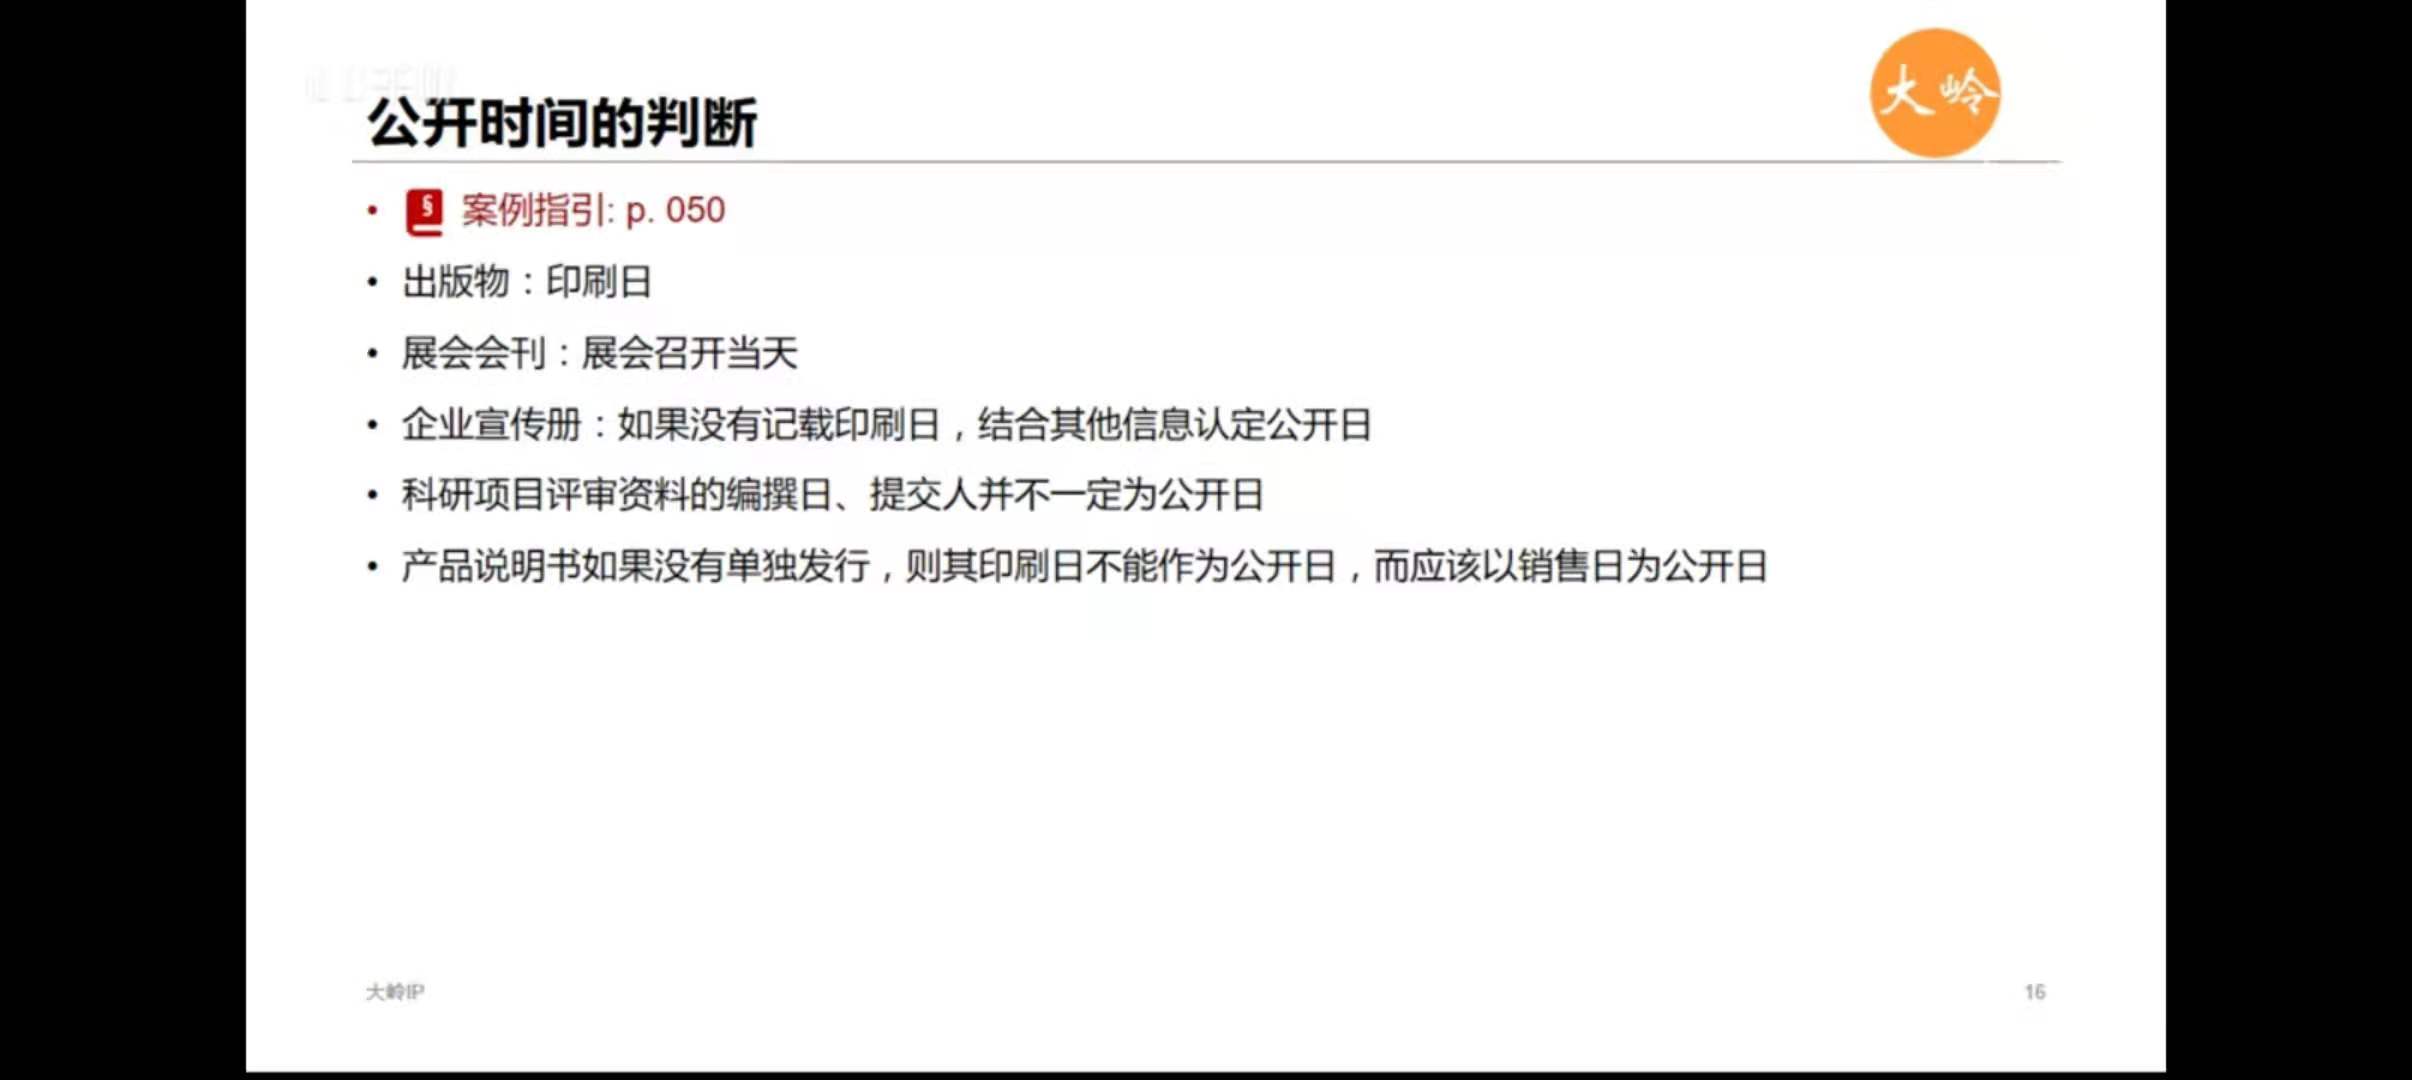 大岭
公开时间的判断
• § 案例指引: p. 050
• 出版物：印刷日
• 展会会刊：展会召开当天
• 企业宣传册：如果没有记载印刷日，结合其他信息认定公开日
• 科研项目评审资料的编撰日、提交人并不一定为公开日
• 产品说明书如果没有单独发行，则其印刷日不能作为公开日，而应该以销售日为公开日
大岭IP
16